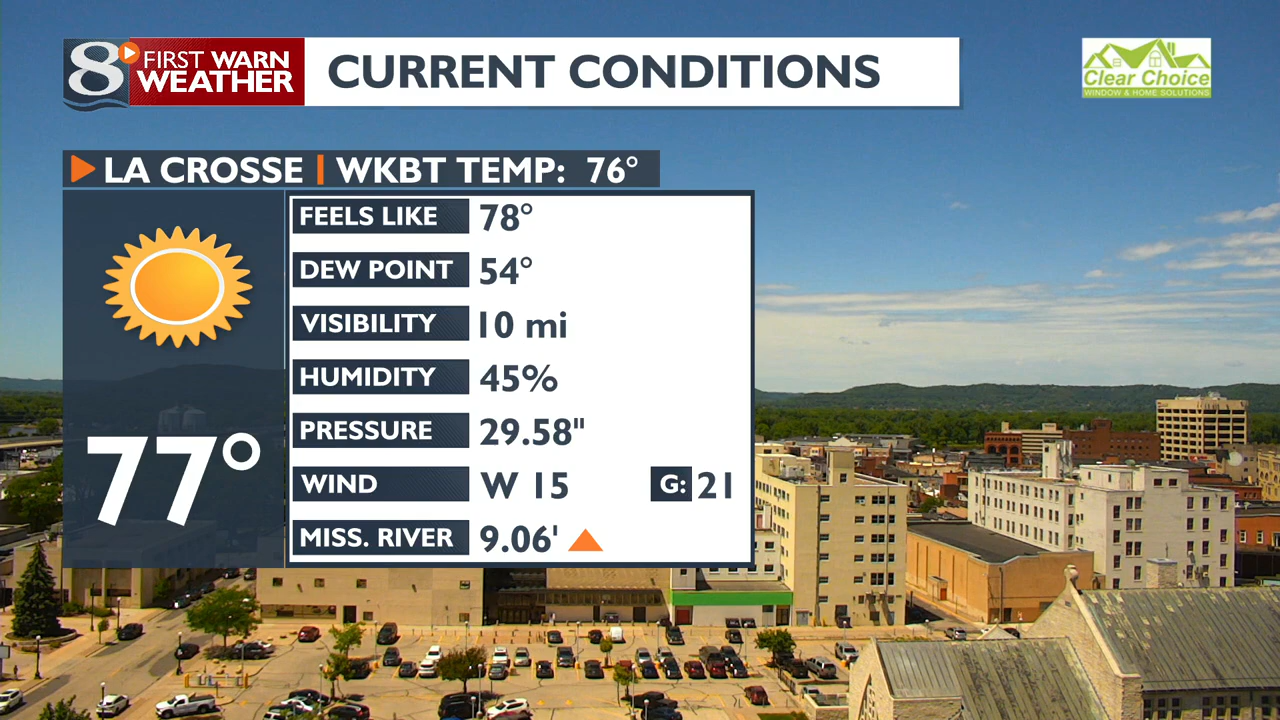 8 FIRST WARN
WEATHER
CURRENT CONDITIONS
Clear Choice
WINDOW & HOME SOLUTIONS
LA CROSSE | WKBT TEMP: 76°
77°
FEELS LIKE 78°
DEW POINT 54°
VISIBILITY 10 mi
HUMIDITY 45%
PRESSURE 29.58"
WIND W 15 G: 21
MISS. RIVER 9.06'